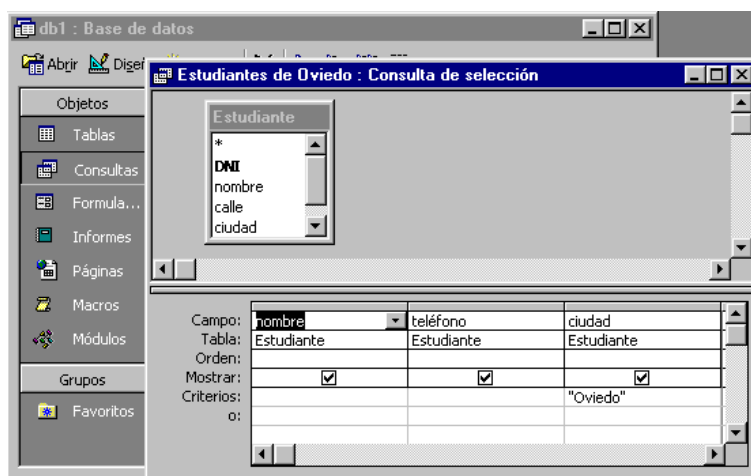 db1 : Base de datos
Abrir
Estudiantes de Oviedo : Consulta de selección
Objetos
Tablas
Consultas
Formula...
Informes
Páginas
Macros
Módulos
Grupos
Favoritos
Estudiante
*
DNI
nombre
calle
ciudad
Campo: nombre teléfono ciudad
Tabla: Estudiante Estudiante Estudiante
Orden:
Mostrar:
Criterios: "Oviedo"
o: